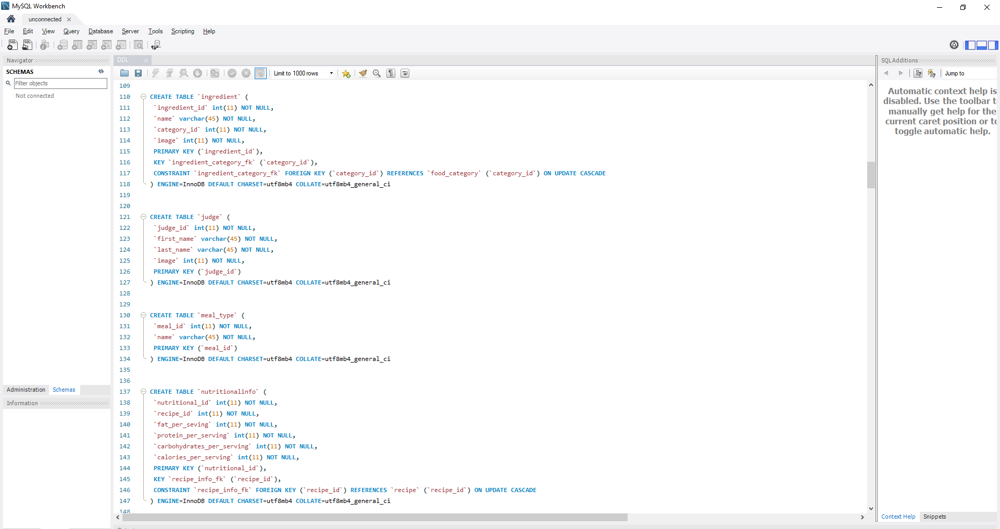 MySQL Workbench
unconnected
File Edit View Query Database Server Tools Scripting Help
Navigator
SCHEMAS
Filter objects
Not connected
Administration Schemas
Information
DDL
Limit to 1000 rows
109
110 CREATE TABLE `ingredient` (
111 `ingredient_id` int(11) NOT NULL,
112 `name` varchar(45) NOT NULL,
113 `category_id` int(11) NOT NULL,
114 `image` int(11) NOT NULL,
115 PRIMARY KEY (`ingredient_id`),
116 KEY `ingredient_category_fk` (`category_id`),
117 CONSTRAINT `ingredient_category_fk` FOREIGN KEY (`category_id`) REFERENCES `food_category` (`category_id`) ON UPDATE CASCADE
118 ) ENGINE=InnoDB DEFAULT CHARSET=utf8mb4 COLLATE=utf8mb4_general_ci
119
120
121 CREATE TABLE `judge` (
122 `judge_id` int(11) NOT NULL,
123 `first_name` varchar(45) NOT NULL,
124 `last_name` varchar(45) NOT NULL,
125 `image` int(11) NOT NULL,
126 PRIMARY KEY (`judge_id`)
127 ) ENGINE=InnoDB DEFAULT CHARSET=utf8mb4 COLLATE=utf8mb4_general_ci
128
129
130 CREATE TABLE `meal_type` (
131 `meal_id` int(11) NOT NULL,
132 `name` varchar(45) NOT NULL,
133 PRIMARY KEY (`meal_id`)
134 ) ENGINE=InnoDB DEFAULT CHARSET=utf8mb4 COLLATE=utf8mb4_general_ci
135
136
137 CREATE TABLE `nutritionalinfo` (
138 `nutritional_id` int(11) NOT NULL,
139 `recipe_id` int(11) NOT NULL,
140 `fat_per_seving` int(11) NOT NULL,
141 `protein_per_serving` int(11) NOT NULL,
142 `carbohydrates_per_serving` int(11) NOT NULL,
143 `calories_per_serving` int(11) NOT NULL,
144 PRIMARY KEY (`nutritional_id`),
145 KEY `recipe_info_fk` (`recipe_id`),
146 CONSTRAINT `recipe_info_fk` FOREIGN KEY (`recipe_id`) REFERENCES `recipe` (`recipe_id`) ON UPDATE CASCADE
147 ) ENGINE=InnoDB DEFAULT CHARSET=utf8mb4 COLLATE=utf8mb4_general_ci
148
SQLAdditions
Jump to
Automatic context help is
disabled. Use the toolbar t
manually get help for the
current caret position or to
toggle automatic help.
Context Help Snippets